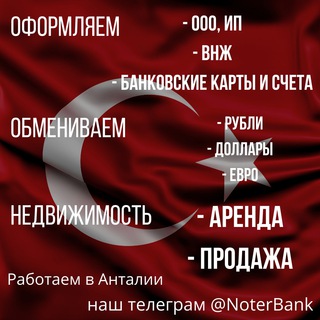 ОФОРМЛЯЕМ - ООО, ИП
- ВНЖ
- БАНКОВСКИЕ КАРТЫ И СЧЕТА
ОБМЕНИВАЕМ - РУБЛИ
- ДОЛЛАРЫ
- ЕВРО
НЕДВИЖИМОСТЬ - АРЕНДА
- ПРОДАЖА
Работаем в Анталии
наш телеграм @NoterBank